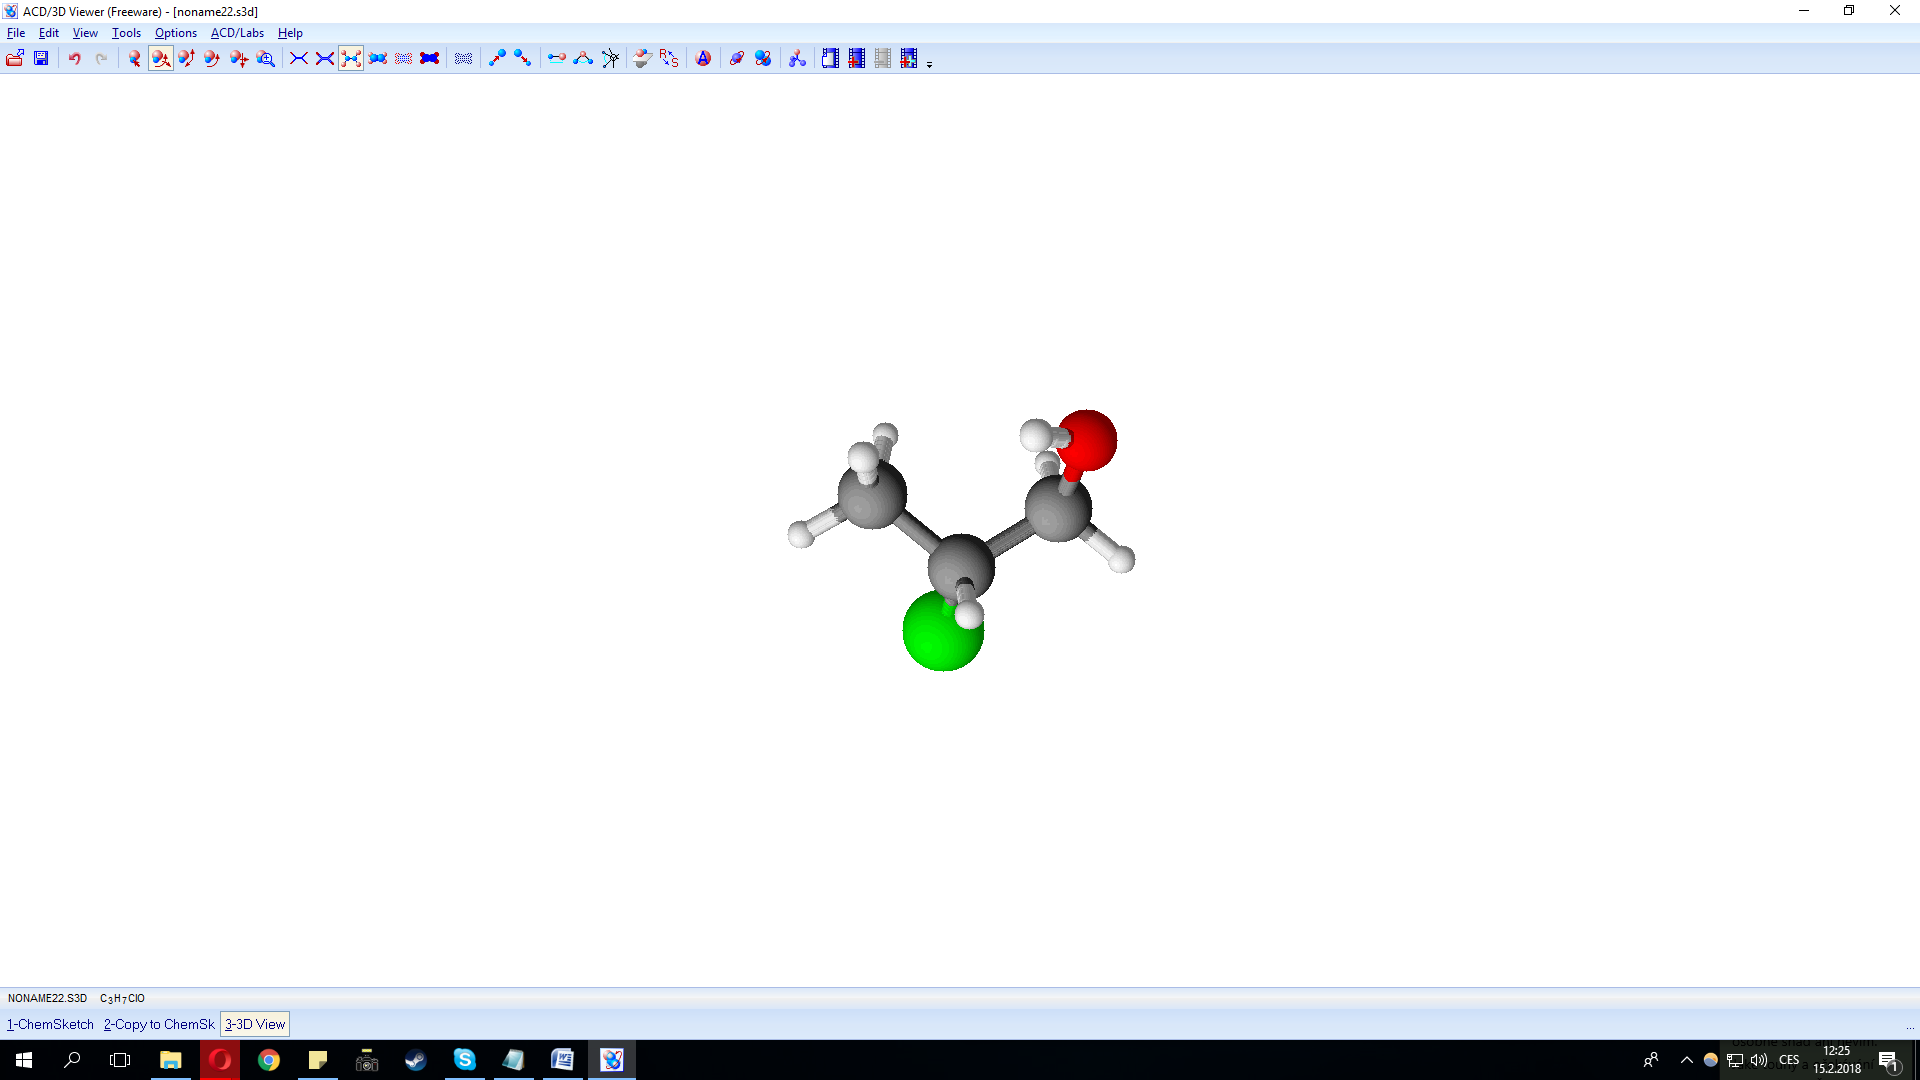 ACD/3D Viewer (Freeware) - [noname22.s3d]
File Edit View Tools Options ACD/Labs Help
NONAME22.S3D C3H7ClO
1-ChemSketch 2-Copy to ChemSk 3-3D View
...
CES
12:25
15.2.2018
1